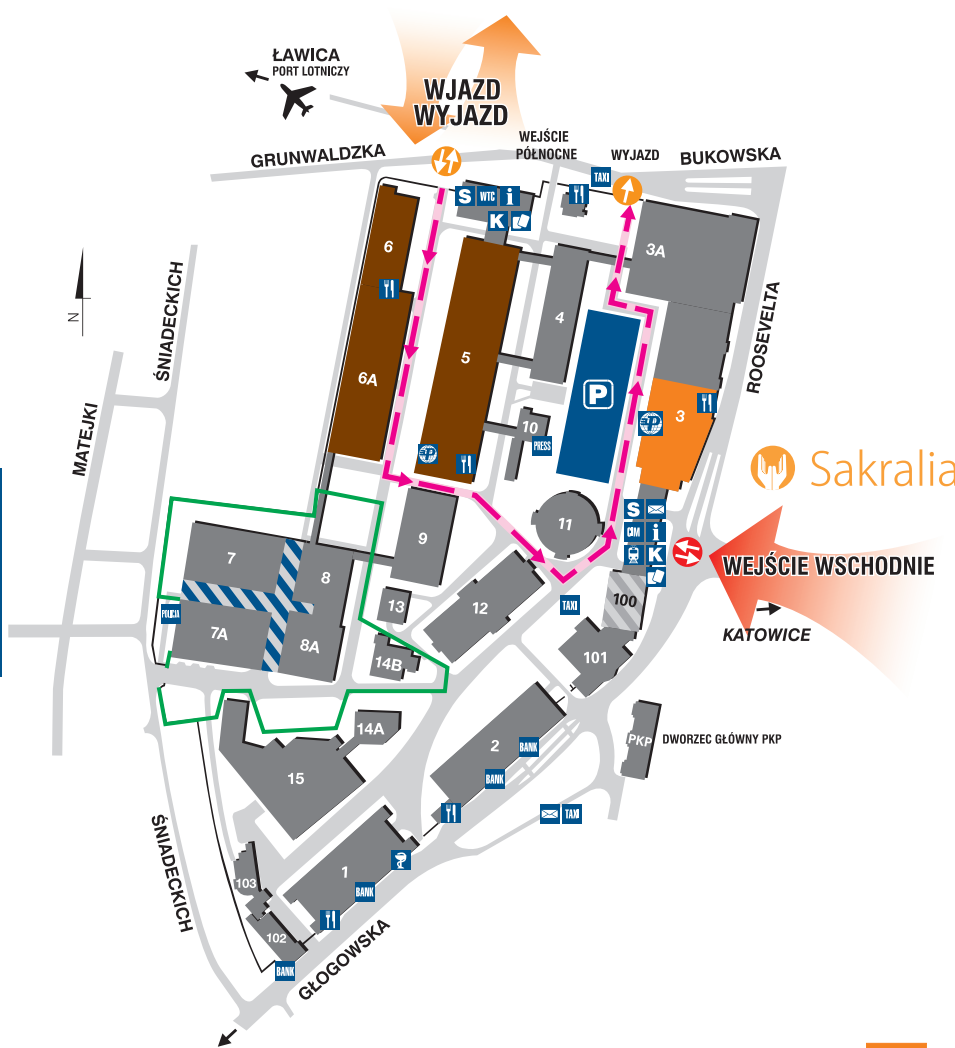 ŁAWICA
PORT LOTNICZY
WJAZD
WYJAZD
WEJŚCIE
PÓŁNOCNE
WYJAZD
GRUNWALDZKA
BUKOWSKA
TAXI
S WTC i
K
6
3A
4
5
6A
N
ŚNIADECKICH
MATEJKI
ROOSEVELTA
P
3
10
PRESS
Sakralia
S
CIM i
K
WEJŚCIE WSCHODNIE
KATOWICE
11
9
7
8
12
13
TAXI
100
POLICJA
7A
8A
14B
101
14A
2
BANK
BANK
PKP
DWORZEC GŁÓWNY PKP
15
TAXI
ŚNIADECKICH
1
BANK
103
102
BANK
GŁOGOWSKA